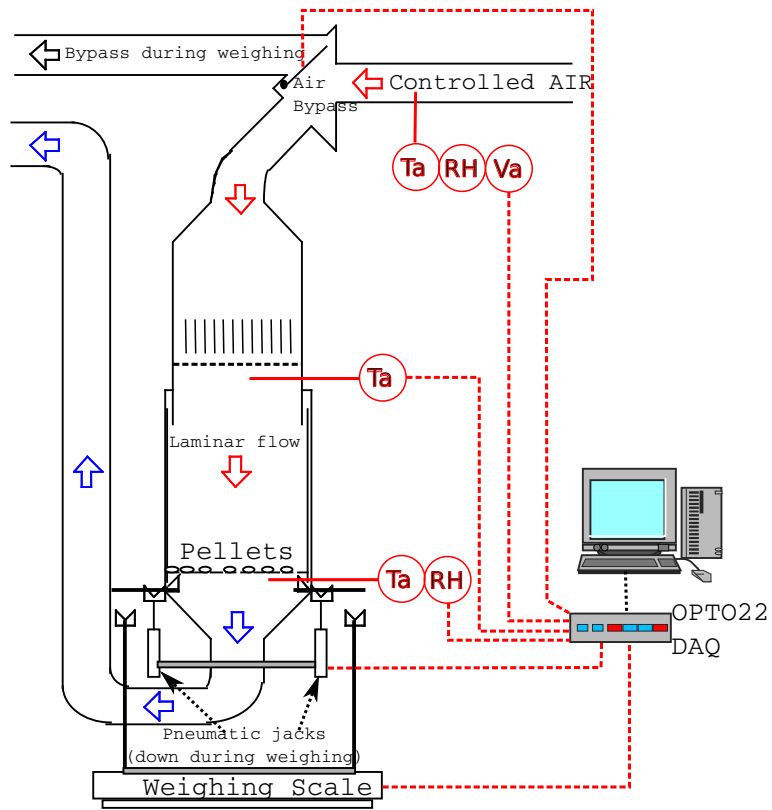 Bypass during weighing
Air
Bypass
Controlled AIR
Ta RH Va
Ta
Laminar flow
Pellets
Ta RH
OPTO22
DAQ
Pneumatic jacks
(down during weighing)
Weighing Scale